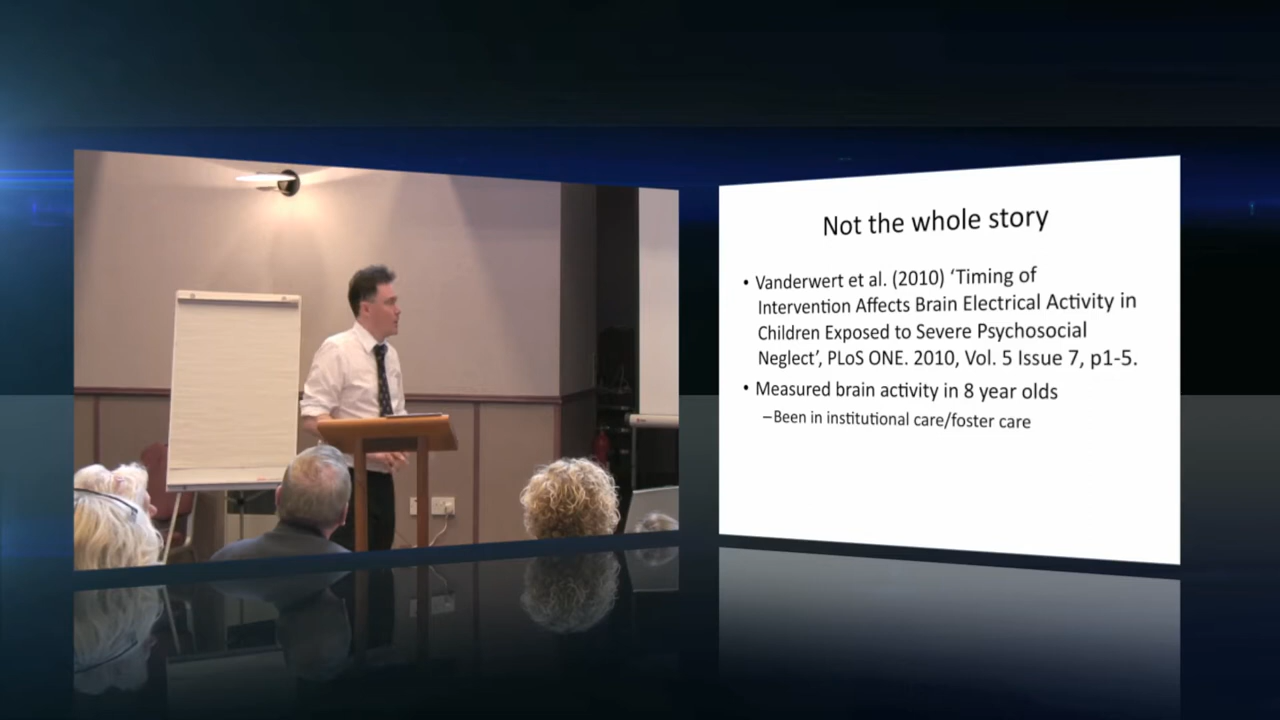 Not the whole story
• Vanderwert et al. (2010) ‘Timing of
Intervention Affects Brain Electrical Activity in
Children Exposed to Severe Psychosocial
Neglect’, PLoS ONE. 2010, Vol. 5 Issue 7, p1-5.
• Measured brain activity in 8 year olds
–Been in institutional care/foster care